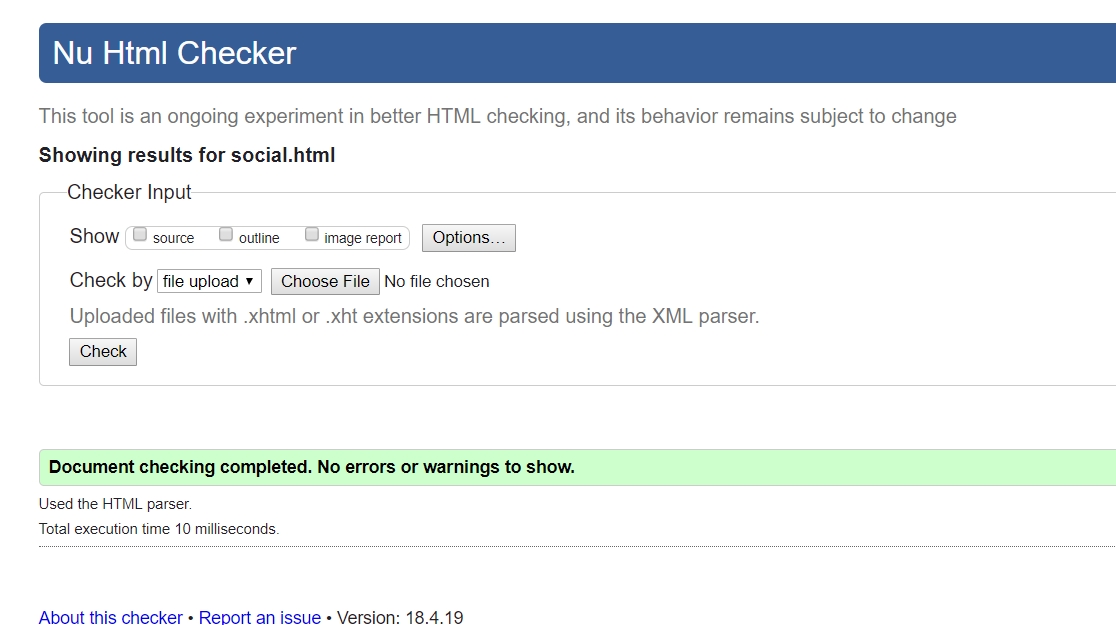 Nu Html Checker
This tool is an ongoing experiment in better HTML checking, and its behavior remains subject to change
Showing results for social.html
Checker Input
Show source outline image report Options...
Check by file upload ▼ Choose File No file chosen
Uploaded files with .xhtml or .xht extensions are parsed using the XML parser.
Check
Document checking completed. No errors or warnings to show.
Used the HTML parser.
Total execution time 10 milliseconds.
About this checker • Report an issue • Version: 18.4.19